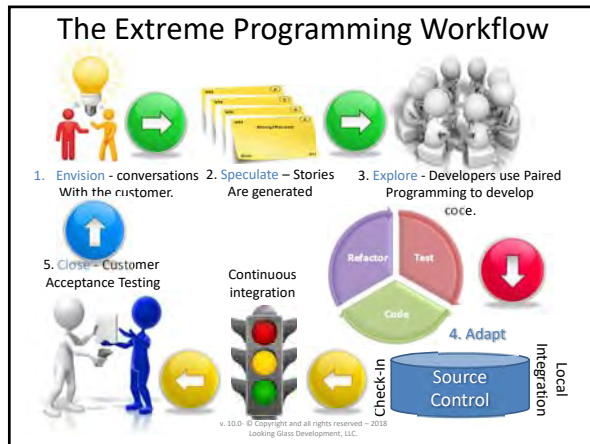 The Extreme Programming Workflow
1. Envision - conversations
With the customer.
2. Speculate – Stories
Are generated
3. Explore - Developers use Paired
Programming to develop
code.
5. Close - Customer
Acceptance Testing
Continuous
integration
Refactor
Test
Code
4. Adapt
Check-In
Source
Control
Local
Integration
v. 10.0- © Copyright and all rights reserved – 2018
Looking Glass Development, LLC.